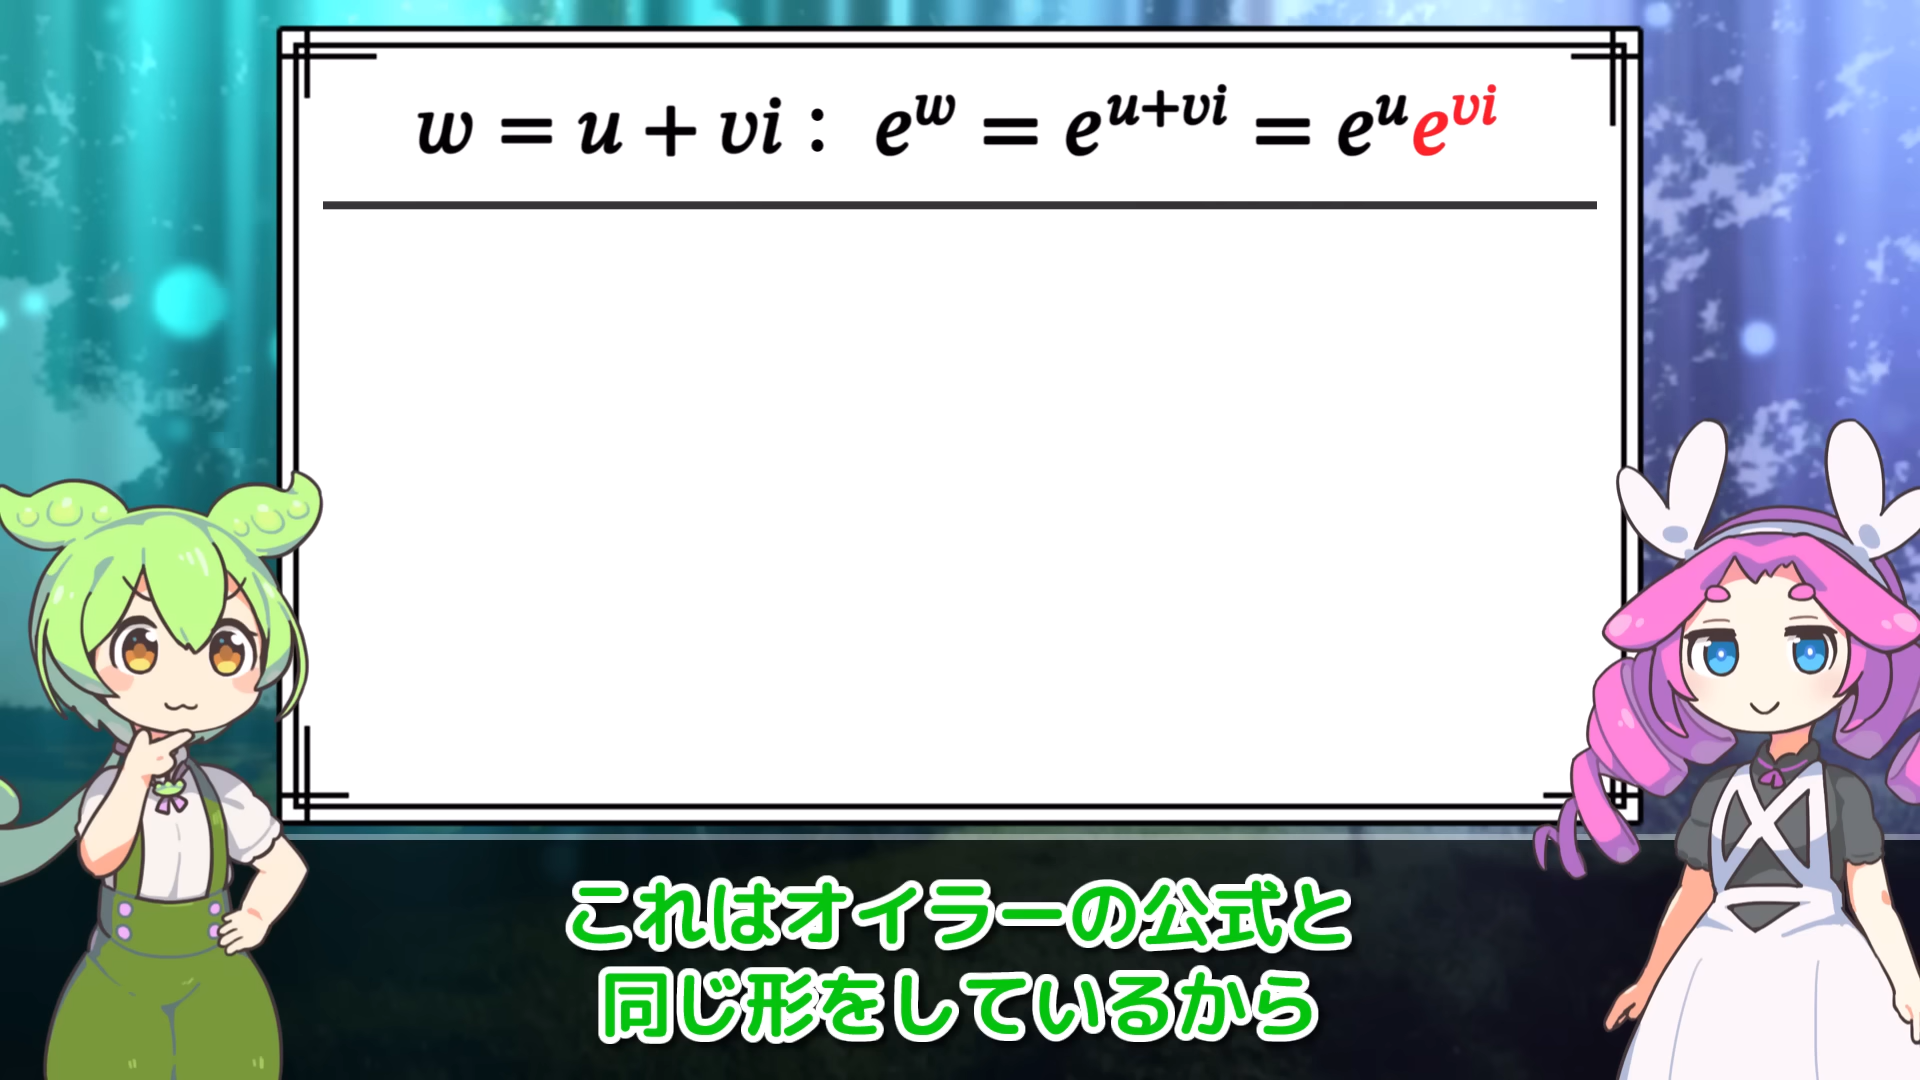 w = u + vi : e^w = e^{u+vi} = e^u e^{vi}
これはオイラーの公式と
同じ形をしているから